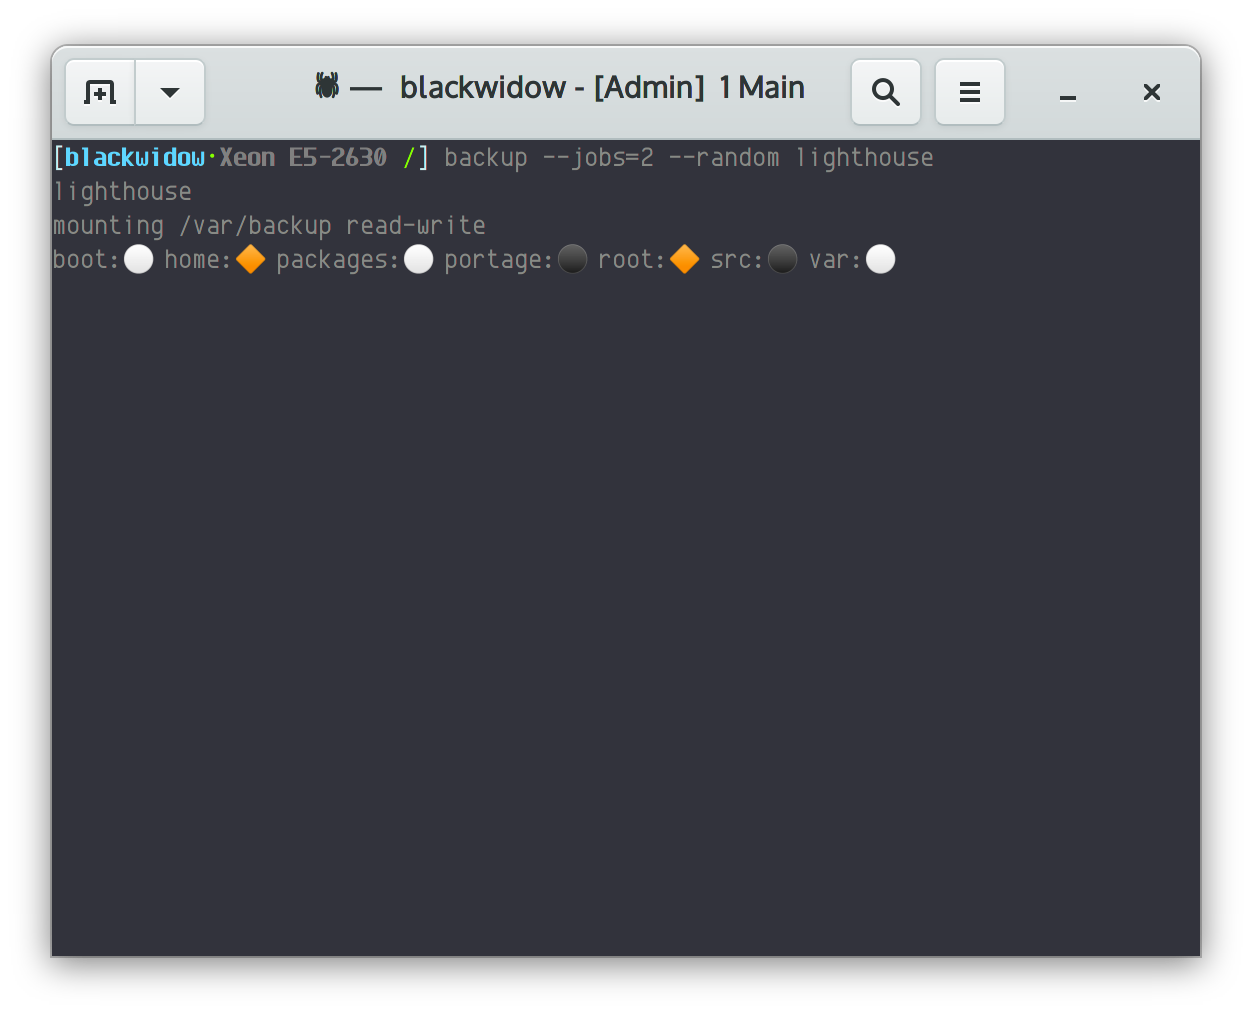 🕷 — blackwidow - [Admin] 1 Main
[blackwidow·Xeon E5-2630 /] backup --jobs=2 --random lighthouse
lighthouse
mounting /var/backup read-write
boot:⚪ home:🔶 packages:⚪ portage:⚫ root:🔶 src:⚫ var:⚪